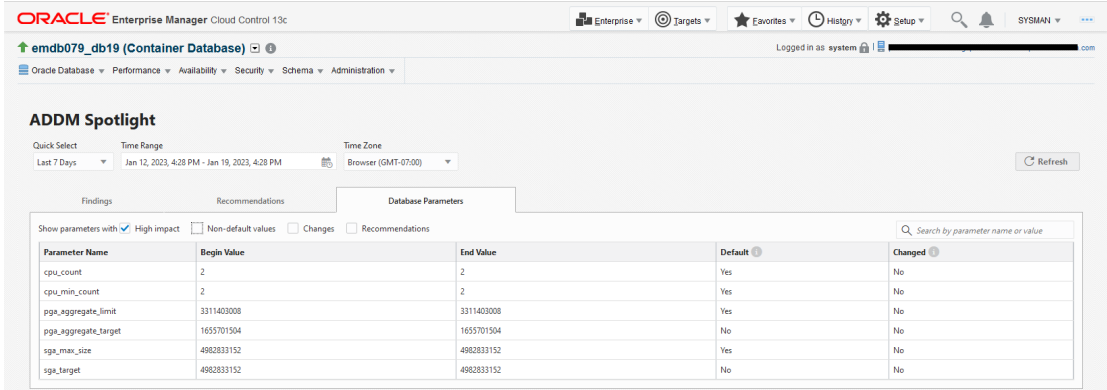 ORACLE Enterprise Manager Cloud Control 13c Enterprise Targets Favorites History Setup SYSMAN
emdb079_db19 (Container Database) Logged in as system .com
Oracle Database Performance Availability Security Schema Administration
ADDM Spotlight
Quick Select Time Range Time Zone
Last 7 Days Jan 12, 2023, 4:28 PM - Jan 19, 2023, 4:28 PM Browser (GMT-07:00) Refresh
Findings Recommendations Database Parameters
Show parameters with High impact Non-default values Changes Recommendations Search by parameter name or value
Parameter Name Begin Value End Value Default Changed
cpu_count 2 2 Yes No
cpu_min_count 2 2 Yes No
pga_aggregate_limit 3311403008 3311403008 Yes No
pga_aggregate_target 1655701504 1655701504 No No
sga_max_size 4982833152 4982833152 Yes No
sga_target 4982833152 4982833152 No No